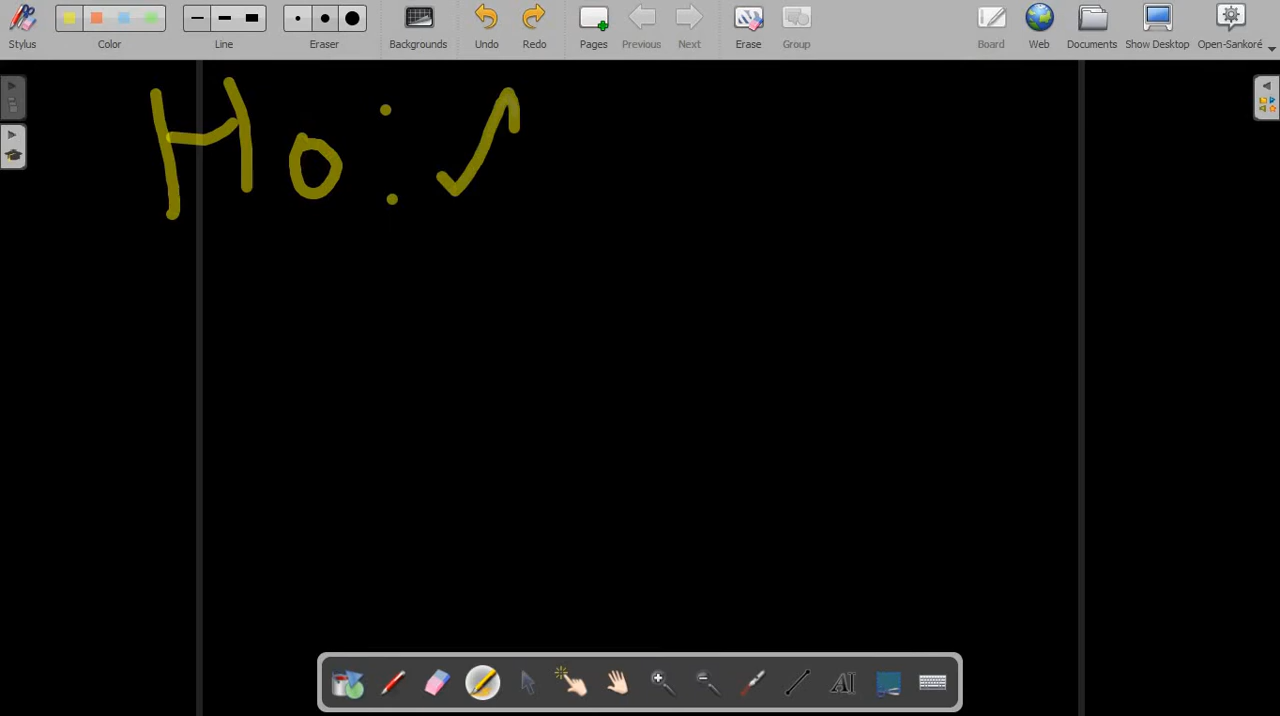 Stylus Color Line Eraser Backgrounds Undo Redo Pages Previous Next Erase Group Board Web Documents Show Desktop Open-Sankoré
Ho:
AI